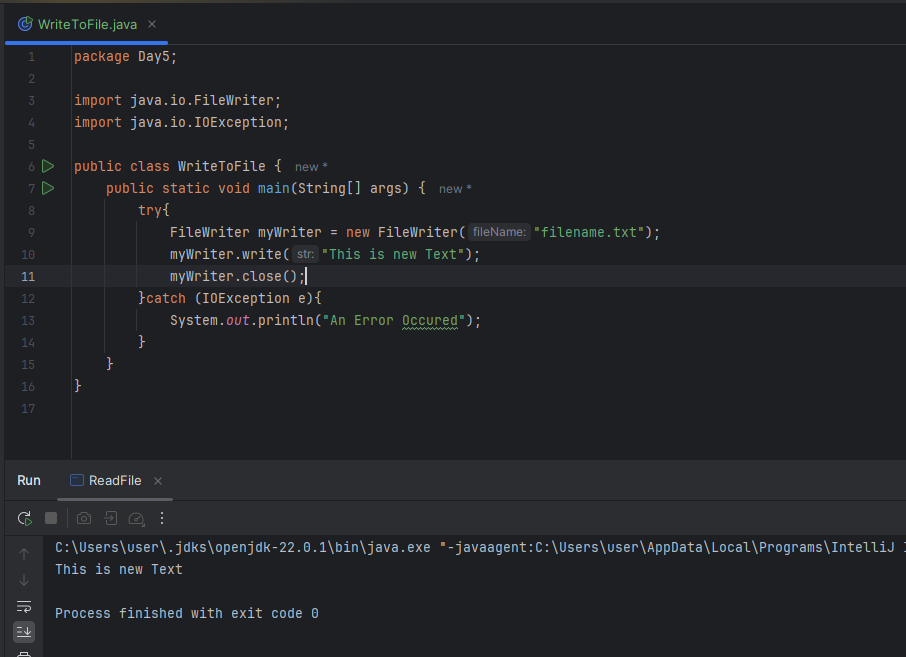 WriteToFile.java
1 package Day5;
2
3 import java.io.FileWriter;
4 import java.io.IOException;
5
6 public class WriteToFile { new *
7 public static void main(String[] args) { new *
8 try{
9 FileWriter myWriter = new FileWriter( fileName: "filename.txt");
10 myWriter.write( str: "This is new Text");
11 myWriter.close();
12 }catch (IOException e){
13 System.out.println("An Error Occured");
14 }
15 }
16 }
17
Run ReadFile
C:\Users\user\.jdks\openjdk-22.0.1\bin\java.exe "-javaagent:C:\Users\user\AppData\Local\Programs\IntelliJ
This is new Text
Process finished with exit code 0